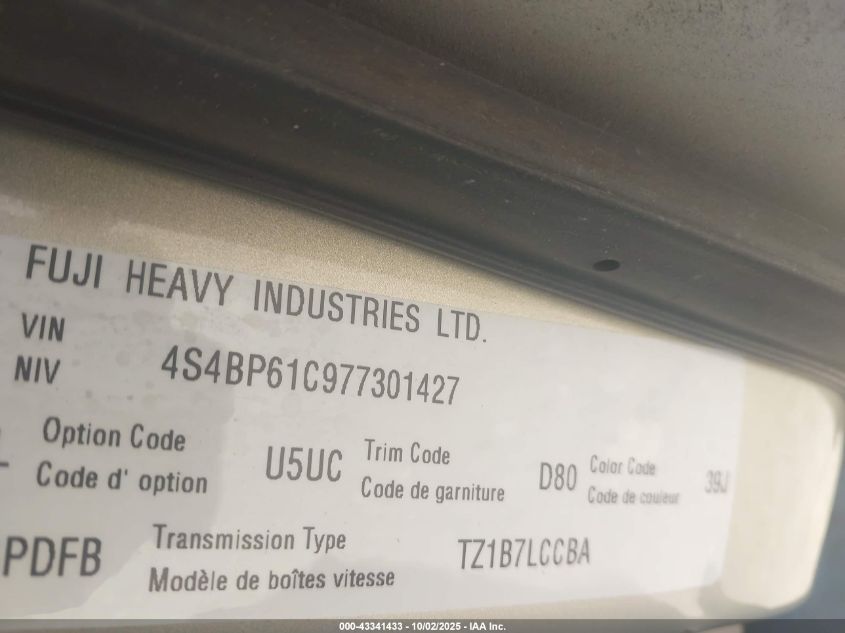 FUJI HEAVY INDUSTRIES LTD.
VIN
NIV
4S4BP61C977301427
Option Code
Code d' option
U5UC
Trim Code
Code de garniture
D80
Color Code
Code de couleur
39J
PDFB
Transmission Type
Modèle de boîtes vitesse
TZ1B7LCCBA
000-43341433 - 10/02/2025 - IAA Inc.